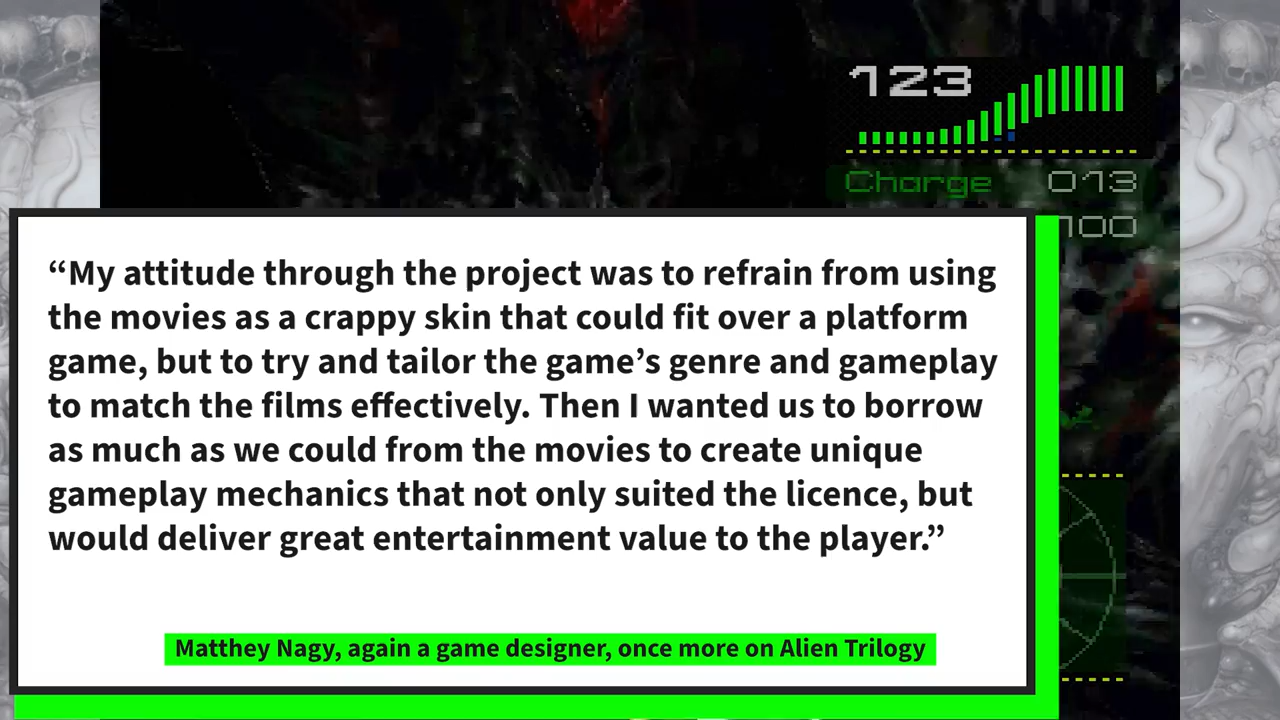 123
Charge 013
100
“My attitude through the project was to refrain from using
the movies as a crappy skin that could fit over a platform
game, but to try and tailor the game’s genre and gameplay
to match the films effectively. Then I wanted us to borrow
as much as we could from the movies to create unique
gameplay mechanics that not only suited the licence, but
would deliver great entertainment value to the player.”
Matthey Nagy, again a game designer, once more on Alien Trilogy